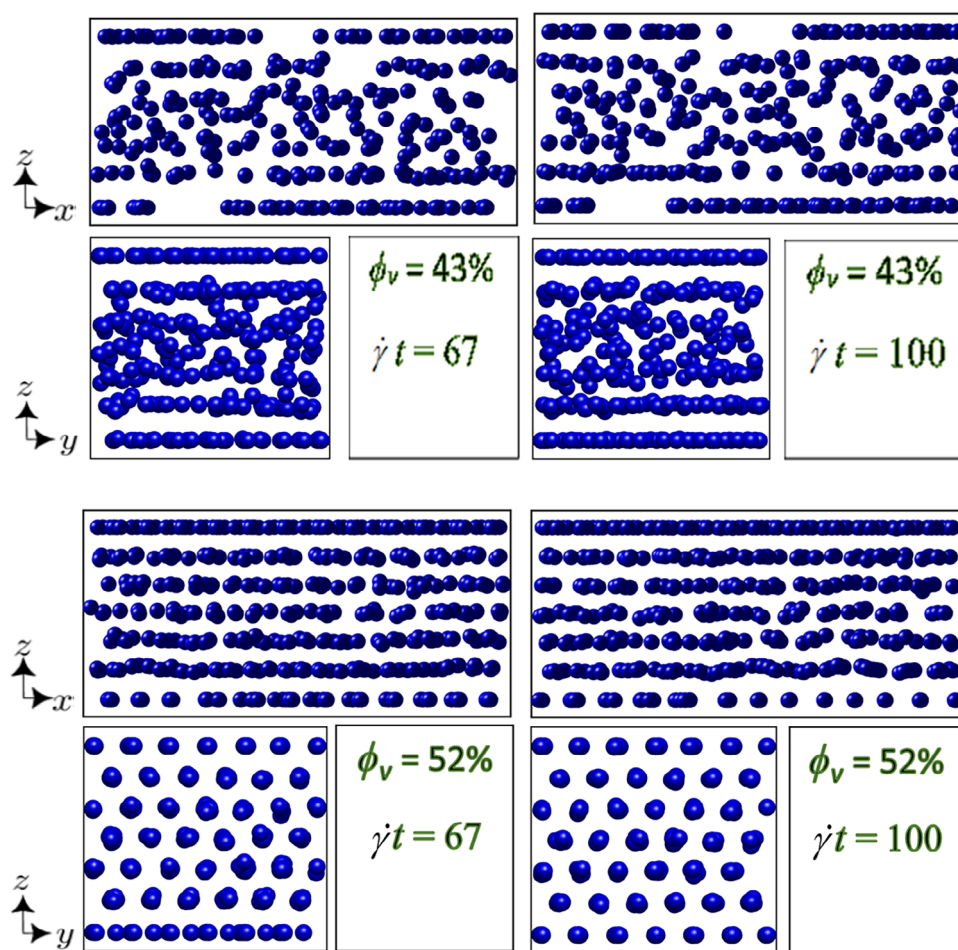 z
x
z
y
ϕᵥ = 43%
γ̇ t = 67
ϕᵥ = 43%
γ̇ t = 100
z
x
z
y
ϕᵥ = 52%
γ̇ t = 67
ϕᵥ = 52%
γ̇ t = 100